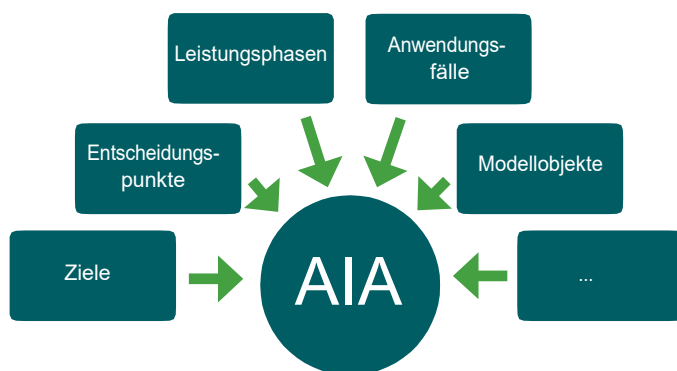 Leistungsphasen
Anwendungs-
fälle
Entscheidungs-
punkte
Modellobjekte
Ziele
AIA
...